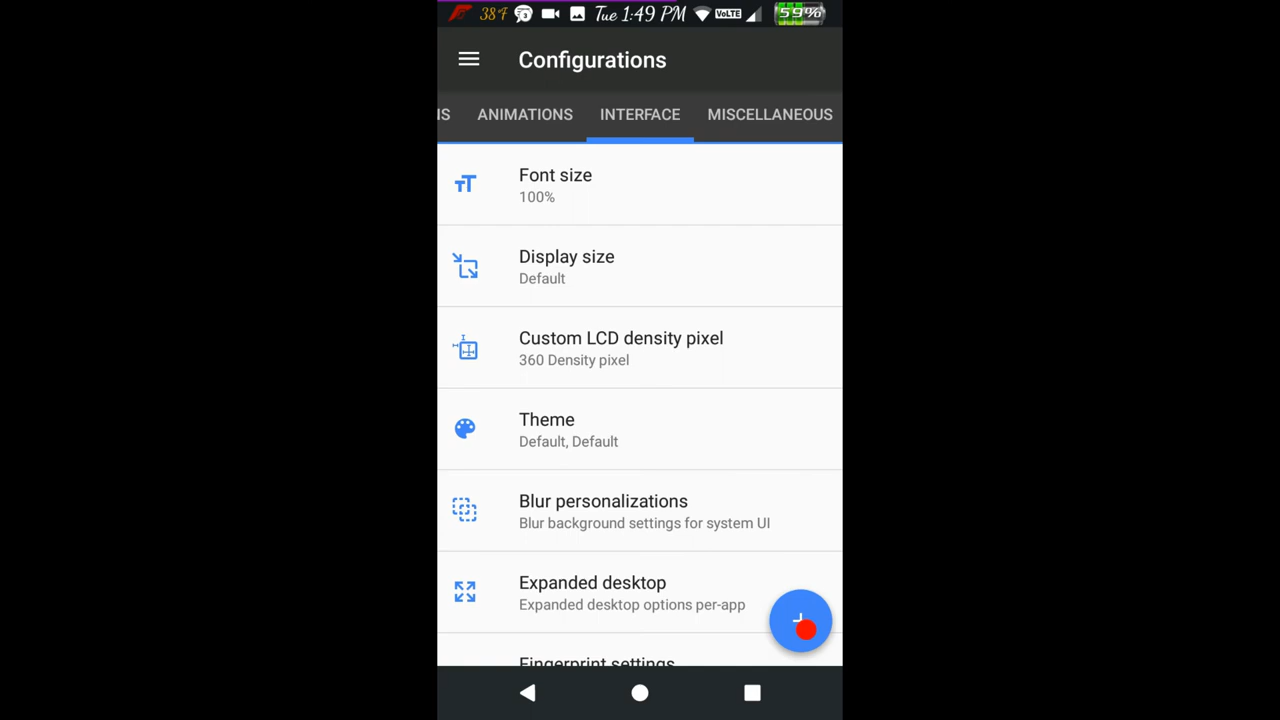 38°F Tue 1:49 PM VoLTE 59%
Configurations
ANIMATIONS INTERFACE MISCELLANEOUS
Font size
100%
Display size
Default
Custom LCD density pixel
360 Density pixel
Theme
Default, Default
Blur personalizations
Blur background settings for system UI
Expanded desktop
Expanded desktop options per-app
Fingerprint settings